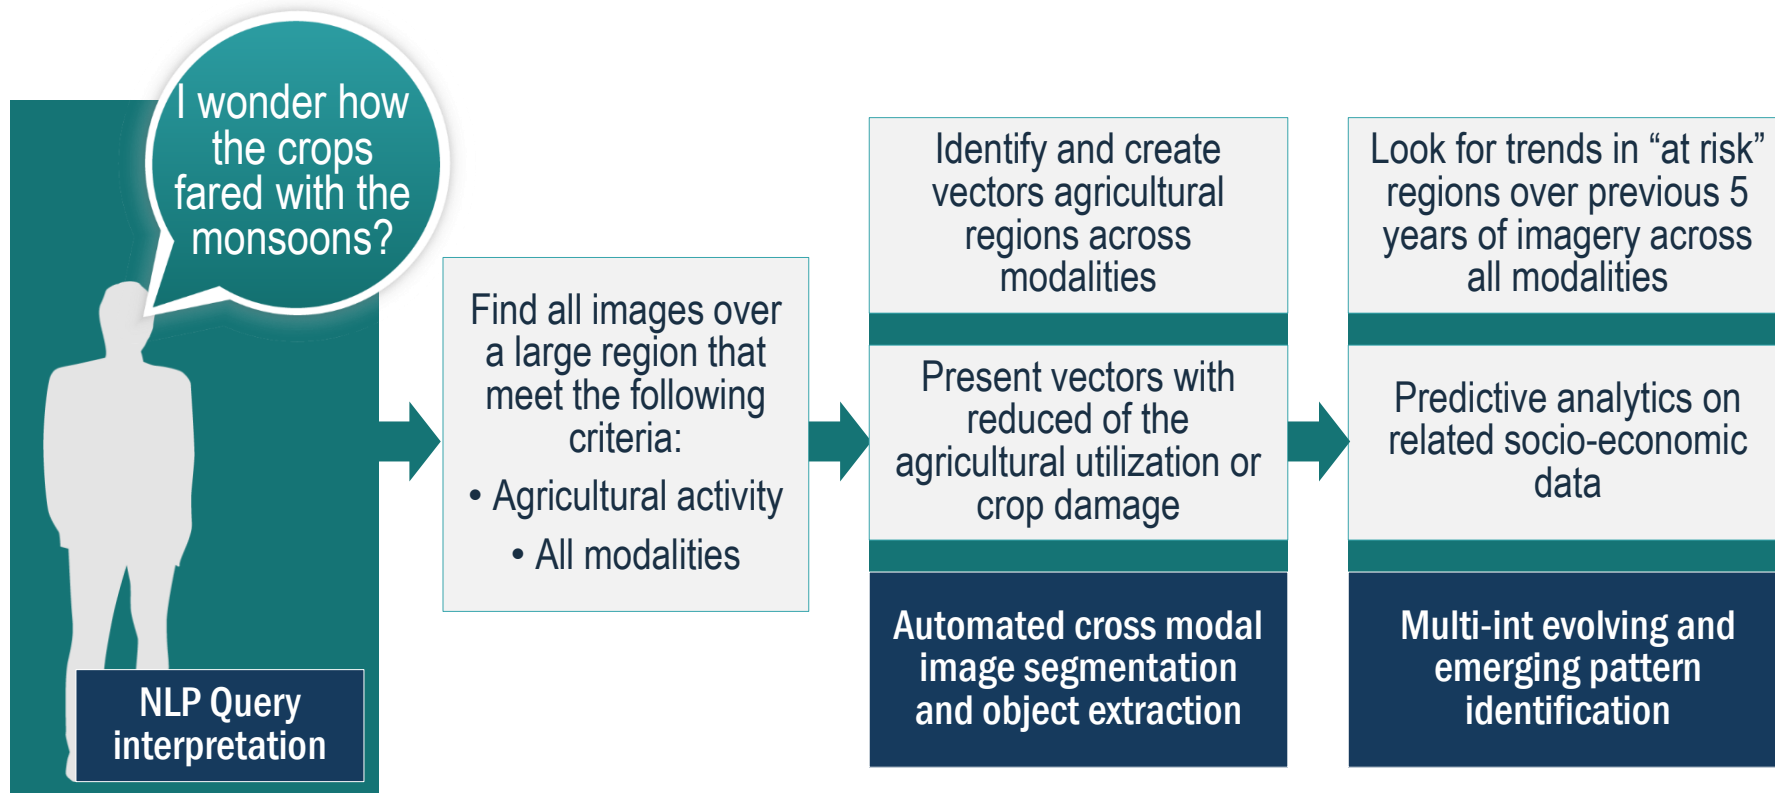 I wonder how
the crops
fared with the
monsoons?
NLP Query
interpretation
Find all images over
a large region that
meet the following
criteria:
• Agricultural activity
• All modalities
Identify and create
vectors agricultural
regions across
modalities
Present vectors with
reduced of the
agricultural utilization or
crop damage
Automated cross modal
image segmentation
and object extraction
Look for trends in “at risk”
regions over previous 5
years of imagery across
all modalities
Predictive analytics on
related socio-economic
data
Multi-int evolving and
emerging pattern
identification